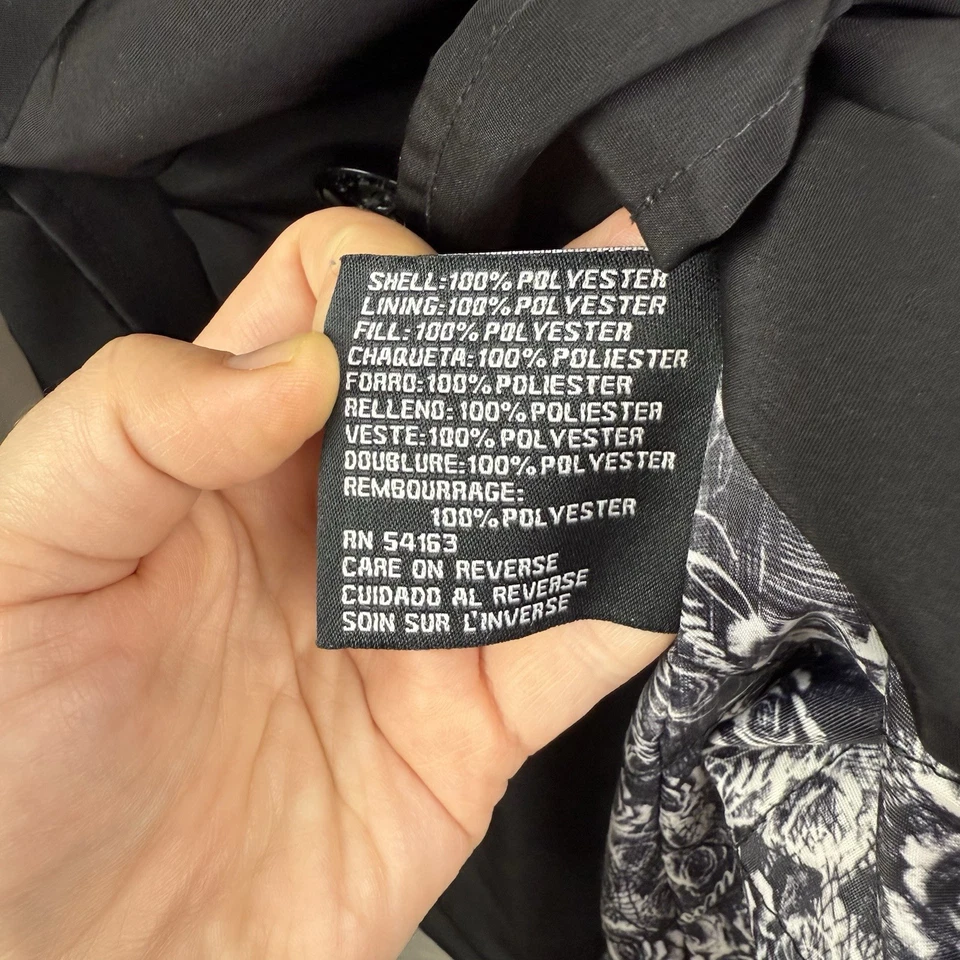 SHELL:100% POLYESTER
LINING:100% POLYESTER
FILL:100% POLYESTER
CHAQUETA:100% POLIESTER
FORRO:100% POLIESTER
RELLENO:100% POLIESTER
VESTE:100% POLYESTER
DOUBLURE:100% POLYESTER
REMBOURRAGE:
100% POLYESTER
RN 54163
CARE ON REVERSE
CUIDADO AL REVERSE
SOIN SUR L'INVERSE